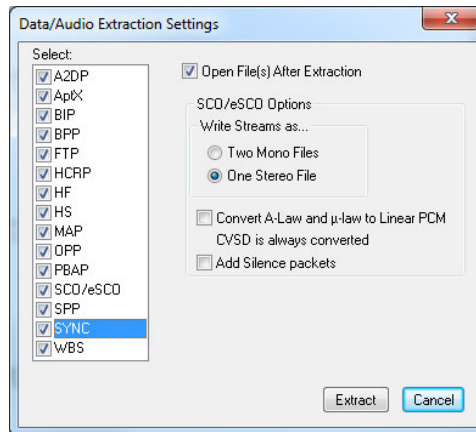 Data/Audio Extraction Settings
Select:
A2DP
AptX
BIP
BPP
FTP
HCRP
HF
HS
MAP
OPP
PBAP
SCO/eSCO
SPP
SYNC
WBS
Open File(s) After Extraction
SCO/eSCO Options
Write Streams as...
Two Mono Files
One Stereo File
Convert A-Law and µ-law to Linear PCM
CVSD is always converted
Add Silence packets
Extract
Cancel